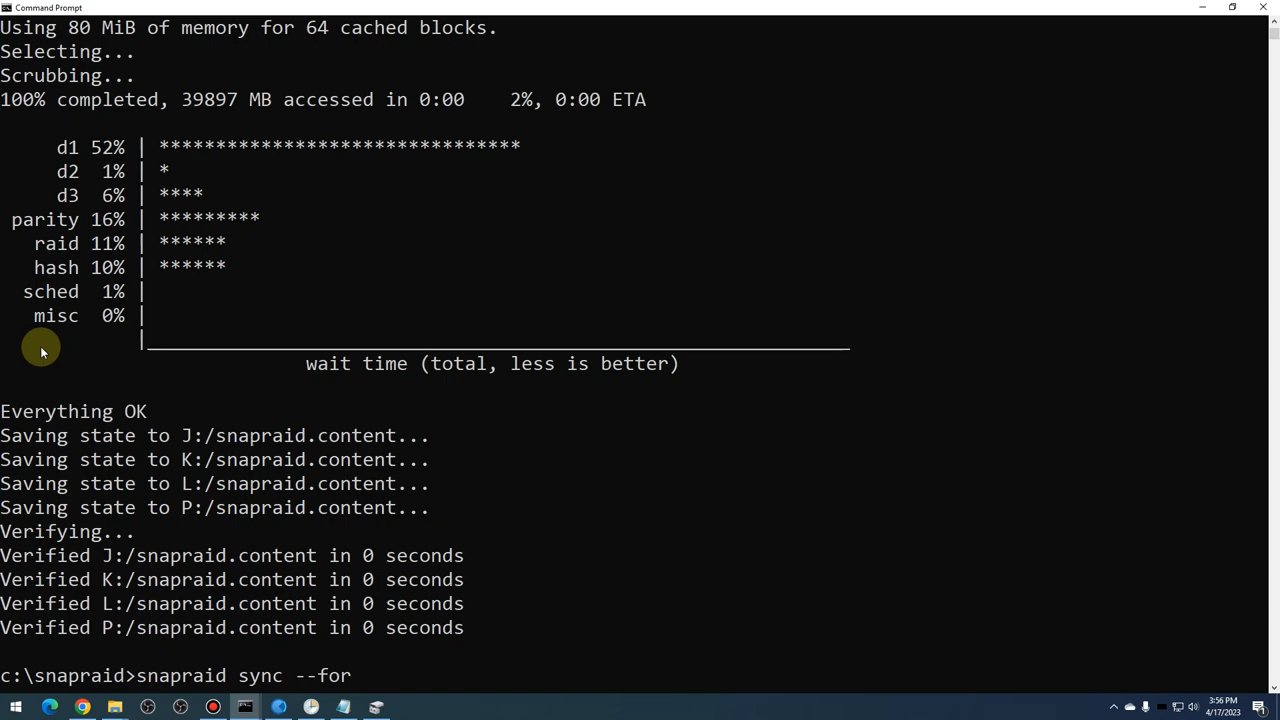 Command Prompt
Using 80 MiB of memory for 64 cached blocks.
Selecting...
Scrubbing...
100% completed, 39897 MB accessed in 0:00    2%, 0:00 ETA
d1 52% | ********************************
d2  1% | *
d3  6% | ****
parity 16% | *********
raid 11% | ******
hash 10% | ******
sched  1% |
misc  0% |
|______________________________________________________________
wait time (total, less is better)
Everything OK
Saving state to J:/snapraid.content...
Saving state to K:/snapraid.content...
Saving state to L:/snapraid.content...
Saving state to P:/snapraid.content...
Verifying...
Verified J:/snapraid.content in 0 seconds
Verified K:/snapraid.content in 0 seconds
Verified L:/snapraid.content in 0 seconds
Verified P:/snapraid.content in 0 seconds
c:\snapraid>snapraid sync --for
3:56 PM
4/17/2023
1